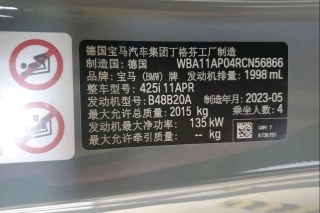 德国宝马汽车集团丁格芬工厂制造
制造国：德国 WBA11AP04RCN56866
品牌：宝马（BMW）牌 发动机排量：1998 mL
整车型号：425i 11APR
发动机型号：B48B20A 制造年月：2023-05
最大允许总质量：2015 kg 乘坐人数：4
发动机最大净功率：135 kW
最大允许牵引质量：-- kg